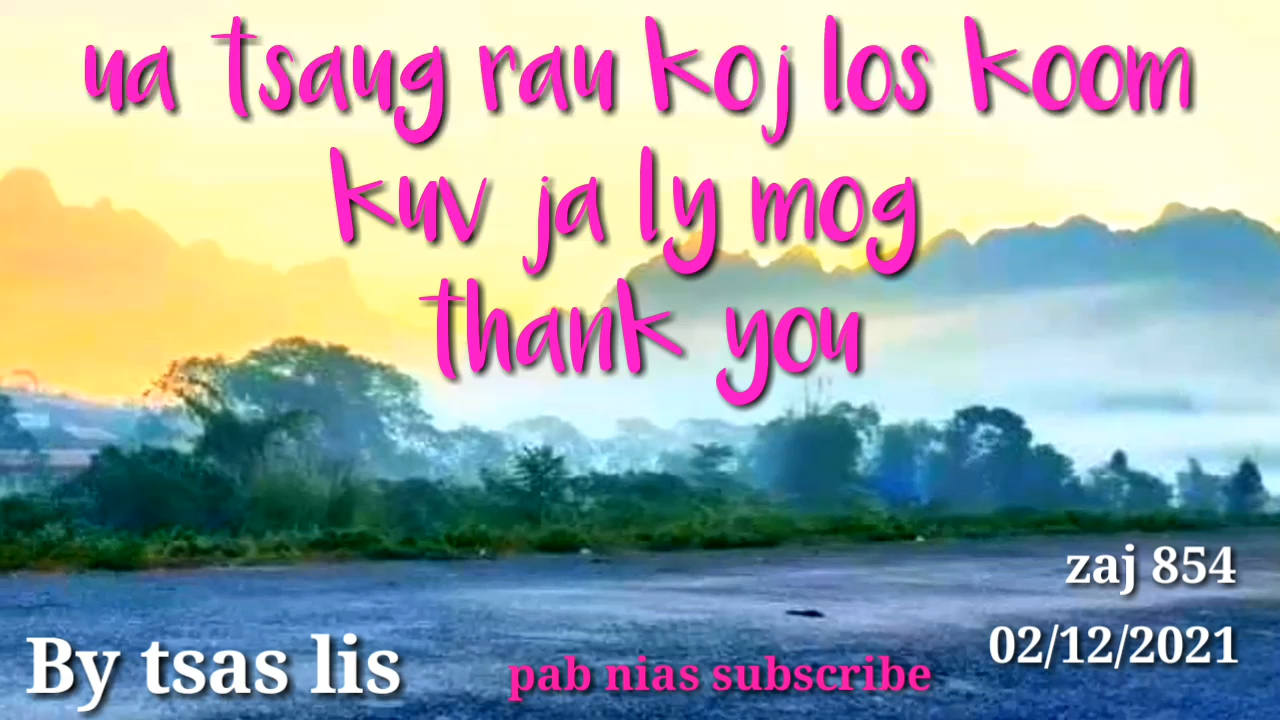 ua tsaug rau koj los koom
kuv ja ly mog
thank you
zaj 854
02/12/2021
By tsas lis
pab nias subscribe